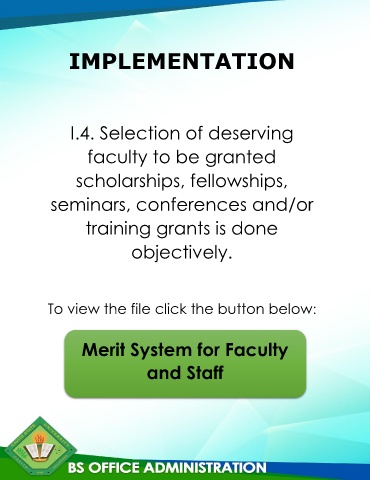 IMPLEMENTATION
I.4. Selection of deserving
faculty to be granted
scholarships, fellowships,
seminars, conferences and/or
training grants is done
objectively.
To view the file click the button below:
Merit System for Faculty
and Staff
BS OFFICE ADMINISTRATION